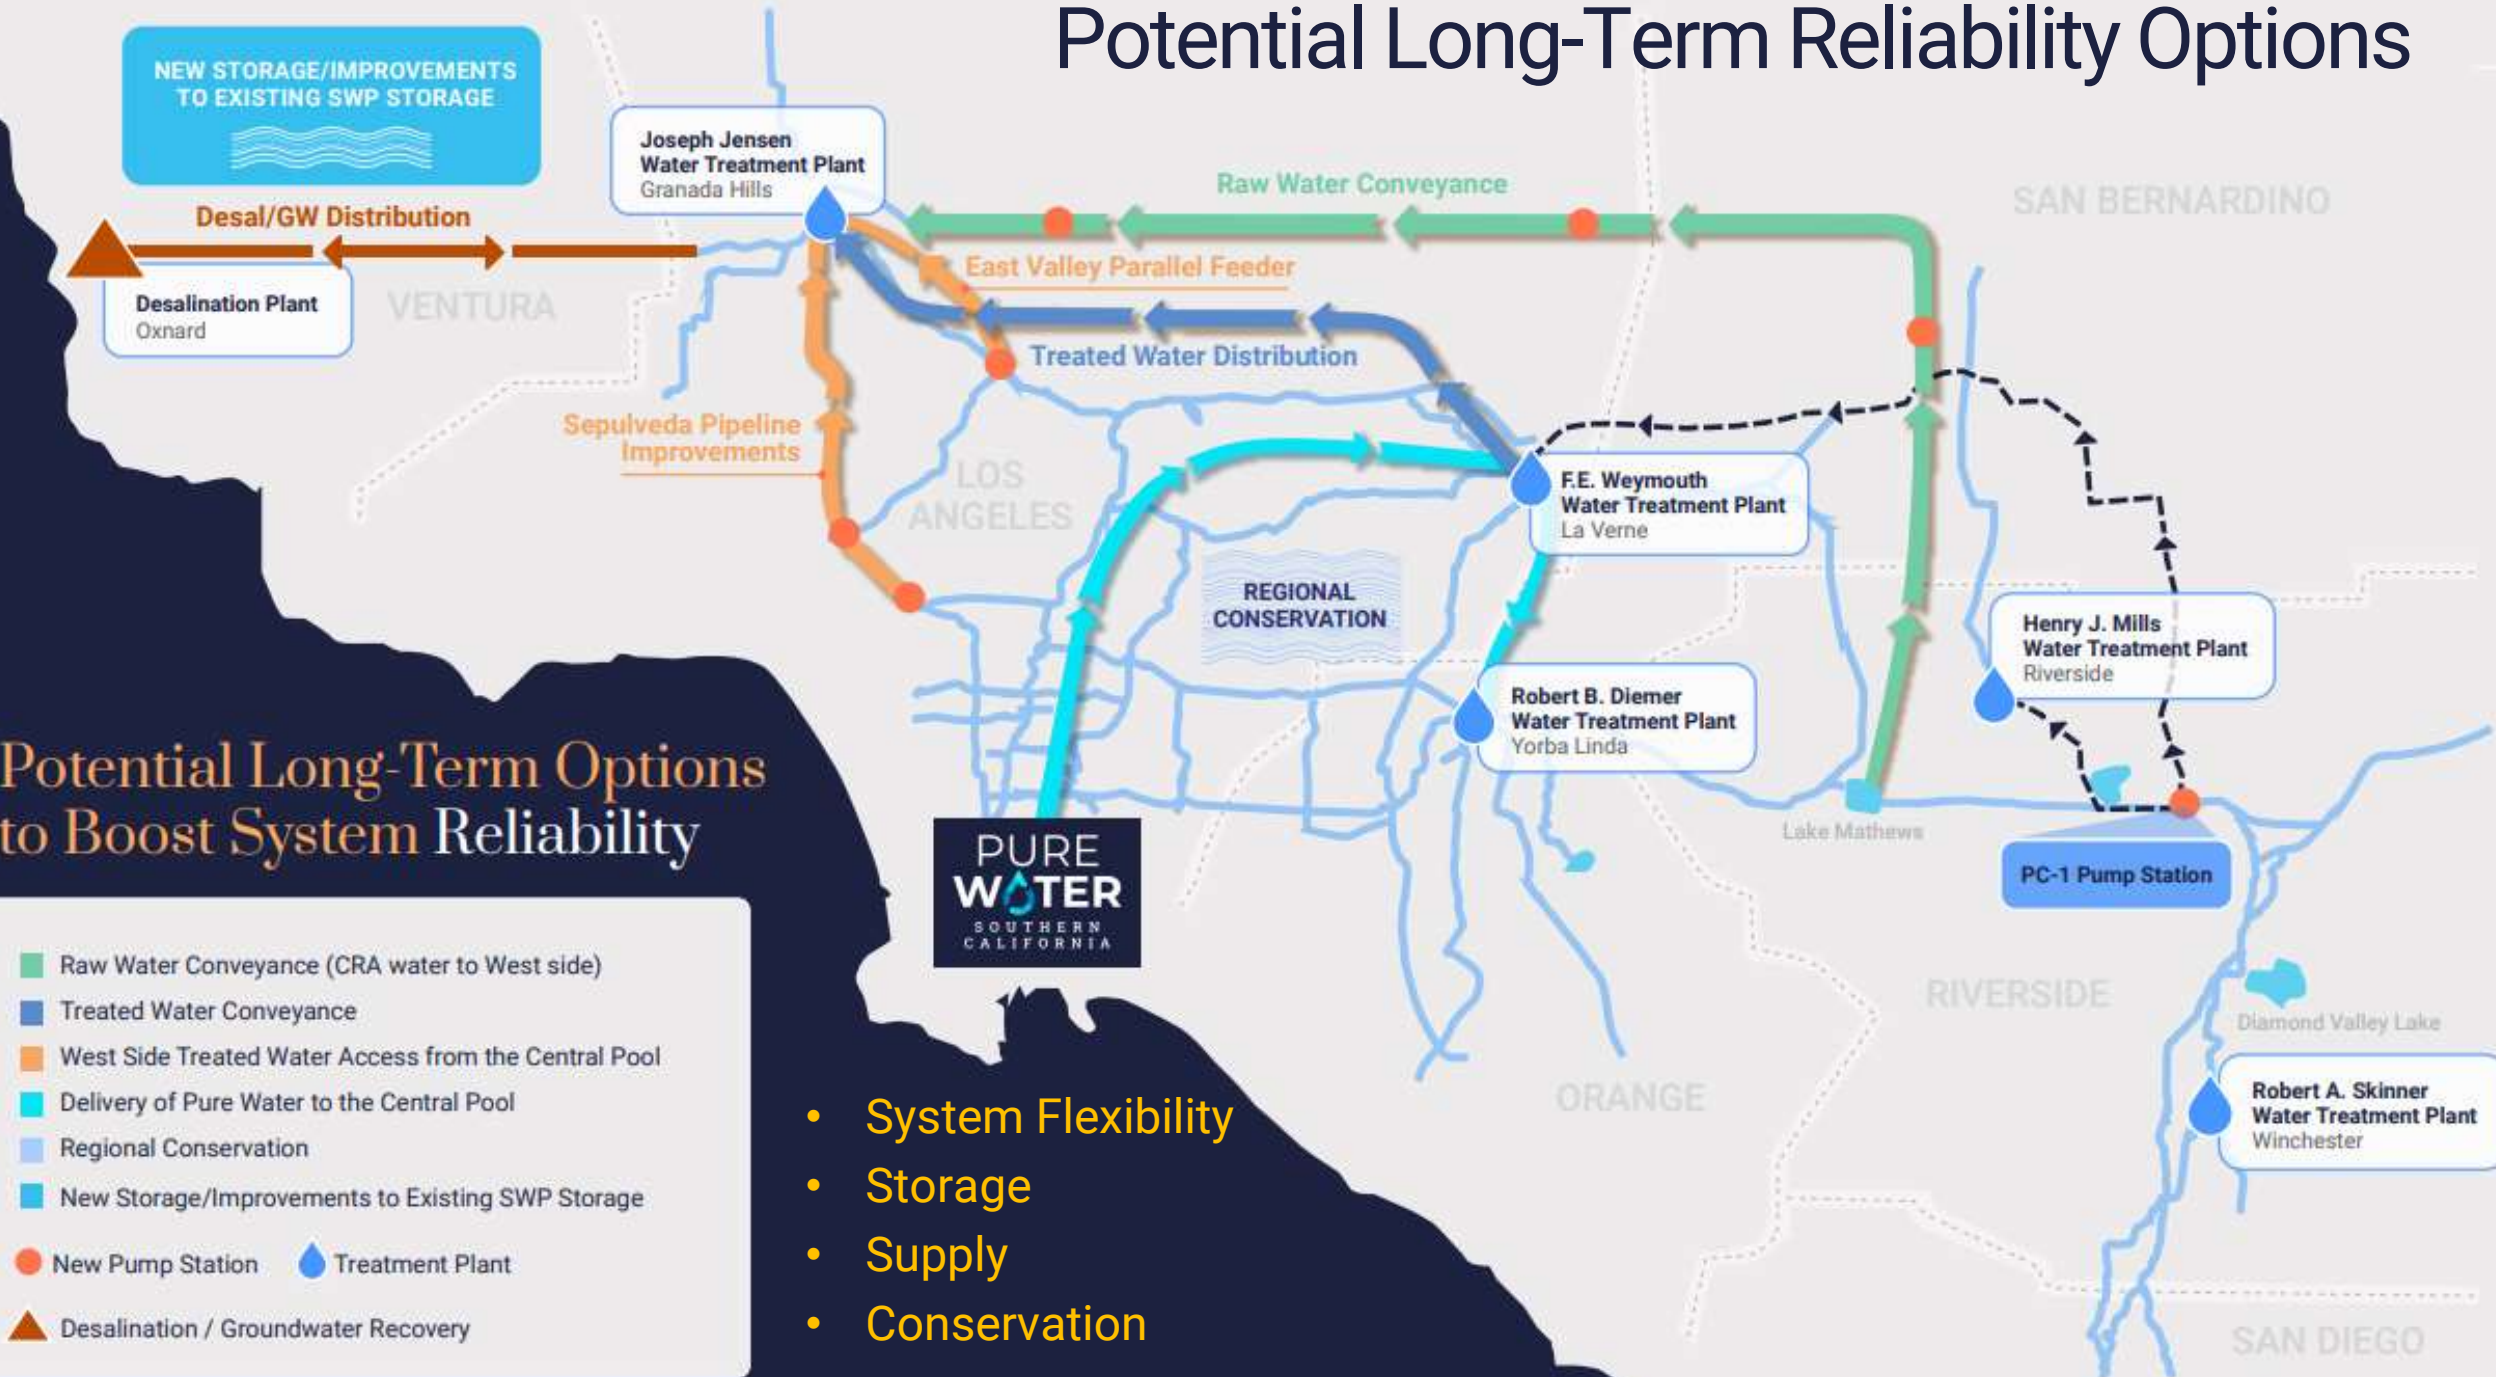 Potential Long-Term Reliability Options
NEW STORAGE/IMPROVEMENTS
TO EXISTING SWP STORAGE
Joseph Jensen
Water Treatment Plant
Granada Hills
Raw Water Conveyance
SAN BERNARDINO
Desal/GW Distribution
East Valley Parallel Feeder
Desalination Plant
Oxnard
VENTURA
Treated Water Distribution
Sepulveda Pipeline
Improvements
LOS
ANGELES
F.E. Weymouth
Water Treatment Plant
La Verne
REGIONAL
CONSERVATION
Henry J. Mills
Water Treatment Plant
Riverside
Robert B. Diemer
Water Treatment Plant
Yorba Linda
Lake Mathews
PC-1 Pump Station
PURE
WATER
SOUTHERN
CALIFORNIA
RIVERSIDE
Diamond Valley Lake
ORANGE
Robert A. Skinner
Water Treatment Plant
Winchester
SAN DIEGO
Potential Long-Term Options
to Boost System Reliability
Raw Water Conveyance (CRA water to West side)
Treated Water Conveyance
West Side Treated Water Access from the Central Pool
Delivery of Pure Water to the Central Pool
Regional Conservation
New Storage/Improvements to Existing SWP Storage
New Pump Station
Treatment Plant
Desalination / Groundwater Recovery
• System Flexibility
• Storage
• Supply
• Conservation